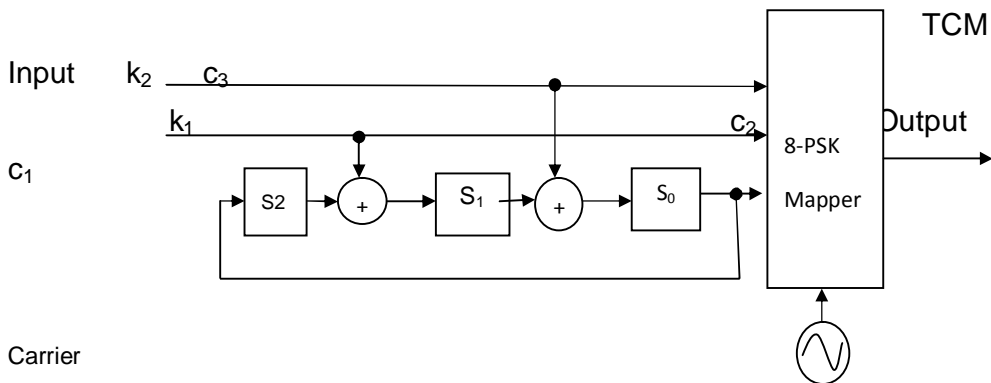 TCM
Input k₂ c₃
k₁ c₂ Output
c₁
8-PSK
Mapper
S2 + S₁ + S₀
Carrier